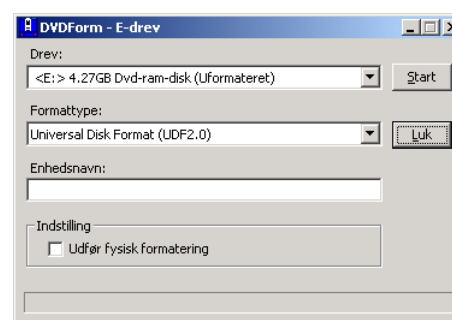 DVDForm - E-drev
Drev:
<E:> 4.27GB Dvd-ram-disk (Uformateret)
Start
Formattype:
Universal Disk Format (UDF2.0)
Luk
Enhedsnavn:
Indstilling
Udfør fysisk formatering